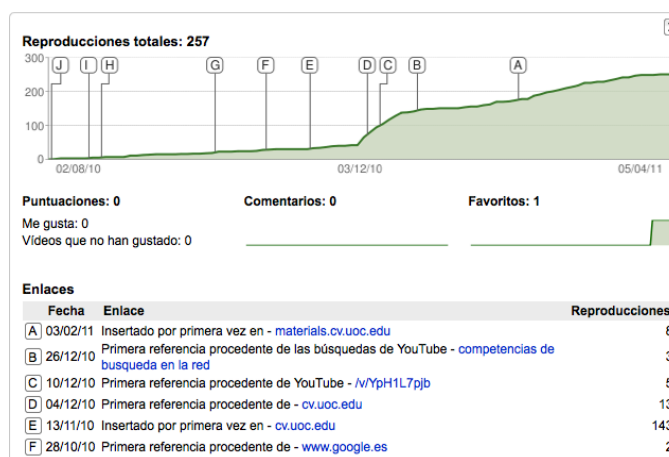 Reproducciones totales: 257
300
200
100
0
J I H G F E D C B A
02/08/10 03/12/10 05/04/11
Puntuaciones: 0 Comentarios: 0 Favoritos: 1
Me gusta: 0
Vídeos que no han gustado: 0
Enlaces
Fecha Enlace Reproducciones
A 03/02/11 Insertado por primera vez en - materials.cv.uoc.edu
B 26/12/10 Primera referencia procedente de las búsquedas de YouTube - competencias de
busqueda en la red 3
C 10/12/10 Primera referencia procedente de YouTube - /v/YpH1L7pjb 5
D 04/12/10 Primera referencia procedente de - cv.uoc.edu 13
E 13/11/10 Insertado por primera vez en - cv.uoc.edu 143
F 28/10/10 Primera referencia procedente de - www.google.es 2